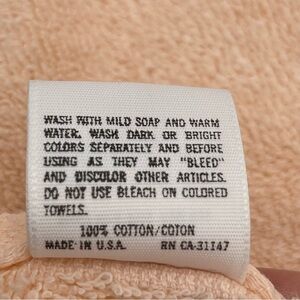 WASH WITH MILD SOAP AND WARM
WATER. WASH DARK OR BRIGHT
COLORS SEPARATELY AND BEFORE
USING AS THEY MAY "BLEED"
AND DISCOLOR OTHER ARTICLES.
DO NOT USE BLEACH ON COLORED
TOWELS.
100% COTTON/COTON
MADE IN U.S.A. RN CA-31147